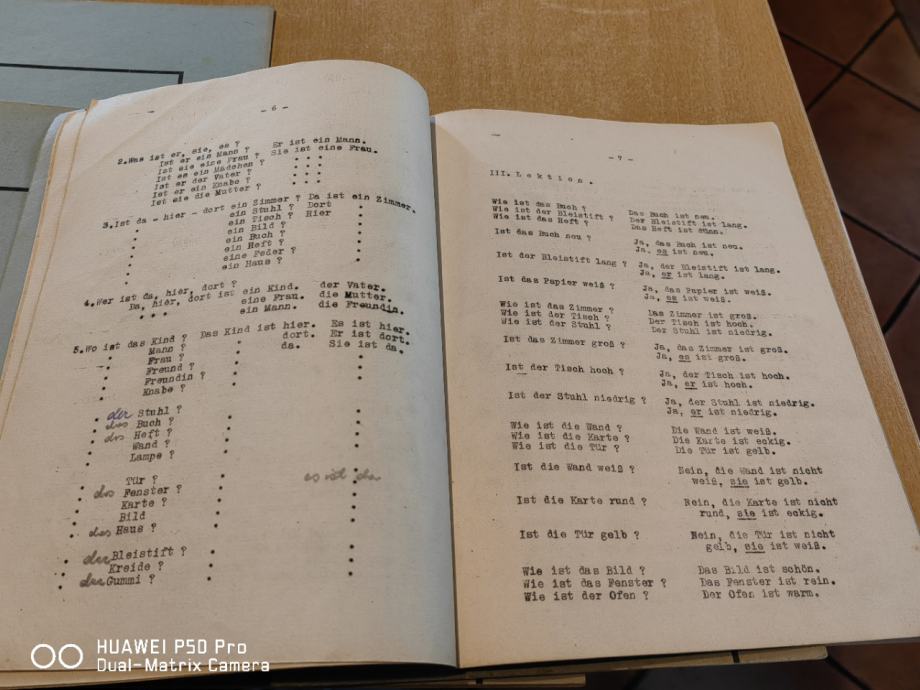 - 6 -
2.Was ist er, sie, es ?
Ist er ein Mann ? Er ist ein Mann.
Ist sie eine Frau ? Sie ist eine Frau.
Ist es ein Mädchen ?
Ist er der Vater ?
Ist er ein Knabe ?
Ist sie die Mutter ?
3.Ist da - hier - dort ein Zimmer ? Da ist ein Zimmer.
ein Stuhl ? Dort
ein Tisch ? Hier
ein Bild ?
ein Buch ?
ein Heft ?
eine Feder ?
ein Haus ?
4.Wer ist da, hier, dort ?
Da, hier, dort ist ein Kind. der Vater.
eine Frau. die Mutter.
ein Mann. die Freundin.
5.Wo ist das Kind ? Das Kind ist hier. Es ist hier.
Mann ? dort. Er ist dort.
Frau ? da. Sie ist da.
Freund ?
Freundin ?
Knabe ?
der Stuhl ?
das Buch ?
das Heft ?
Wand ?
Lampe ?
Tür ? es ist da
das Fenster ?
Karte ?
Bild
das Haus ?
der Bleistift ?
Kreide ?
der Gummi ?
- 7 -
III. Lektion.
Wie ist das Buch ? Das Buch ist neu.
Wie ist der Bleistift ? Der Bleistift ist lang.
Wie ist das Heft ? Das Heft ist dünn.
Ist das Buch neu ? Ja, das Buch ist neu.
Ja, es ist neu.
Ist der Bleistift lang ? Ja, der Bleistift ist lang.
Ja, er ist lang.
Ist das Papier weiß ? Ja, das Papier ist weiß.
Ja, es ist weiß.
Wie ist das Zimmer ? Das Zimmer ist groß.
Wie ist der Tisch ? Der Tisch ist hoch.
Wie ist der Stuhl ? Der Stuhl ist niedrig.
Ist das Zimmer groß ? Ja, das Zimmer ist groß.
Ja, es ist groß.
Ist der Tisch hoch ? Ja, der Tisch ist hoch.
Ja, er ist hoch.
Ist der Stuhl niedrig ? Ja, der Stuhl ist niedrig.
Ja, er ist niedrig.
Wie ist die Wand ? Die Wand ist weiß.
Wie ist die Karte ? Die Karte ist eckig.
Wie ist die Tür ? Die Tür ist gelb.
Ist die Wand weiß ? Nein, die Wand ist nicht
weiß, sie ist gelb.
Ist die Karte rund ? Nein, die Karte ist nicht
rund, sie ist eckig.
Ist die Tür gelb ? Nein, die Tür ist nicht
gelb, sie ist weiß.
Wie ist das Bild ? Das Bild ist schön.
Wie ist das Fenster ? Das Fenster ist rein.
Wie ist der Ofen ? Der Ofen ist warm.
HUAWEI P50 Pro
Dual-Matrix Camera